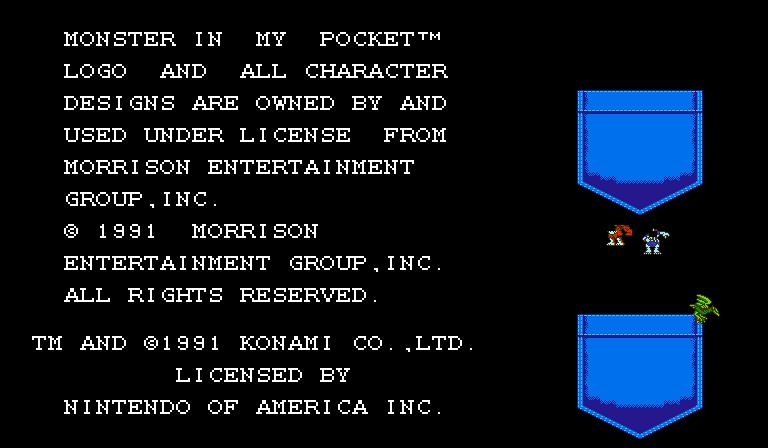 MONSTER IN MY POCKET™
LOGO AND ALL CHARACTER
DESIGNS ARE OWNED BY AND
USED UNDER LICENSE FROM
MORRISON ENTERTAINMENT
GROUP,INC.
© 1991 MORRISON
ENTERTAINMENT GROUP,INC.
ALL RIGHTS RESERVED.
TM AND ©1991 KONAMI CO.,LTD.
LICENSED BY
NINTENDO OF AMERICA INC.